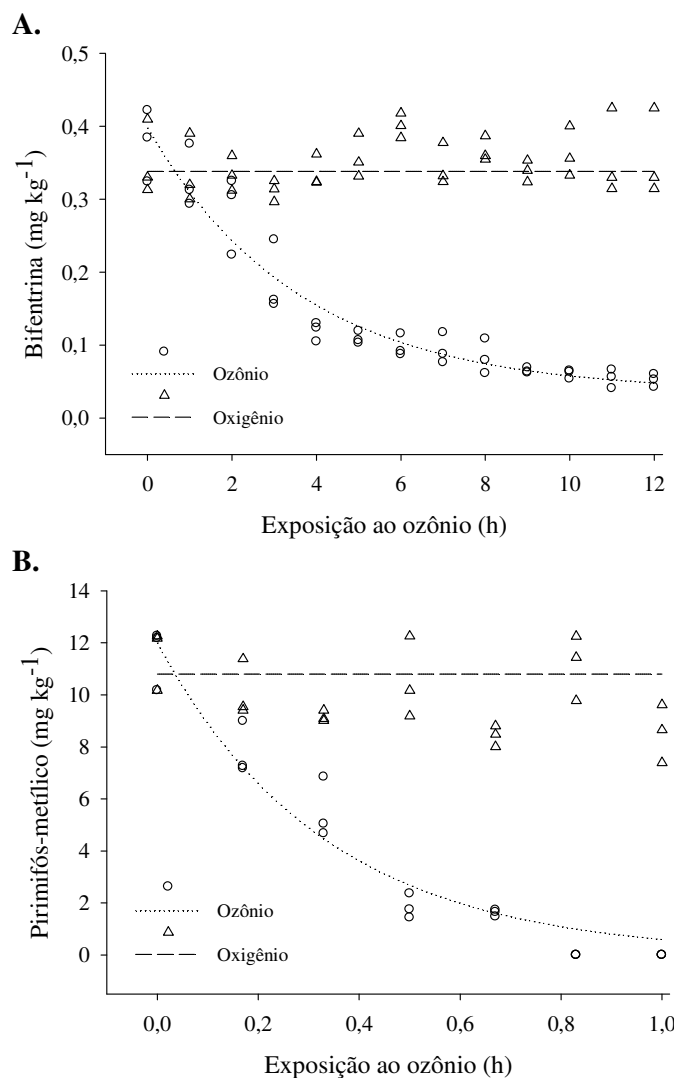 A.
0,5
0,4
0,3
0,2
0,1
0,0
Bifentrina (mg kg-1)
Ozônio
Oxigênio
0 2 4 6 8 10 12
Exposição ao ozônio (h)
B.
14
12
10
8
6
4
2
0
Pirimifós-metílico (mg kg-1)
Ozônio
Oxigênio
0,0 0,2 0,4 0,6 0,8 1,0
Exposição ao ozônio (h)